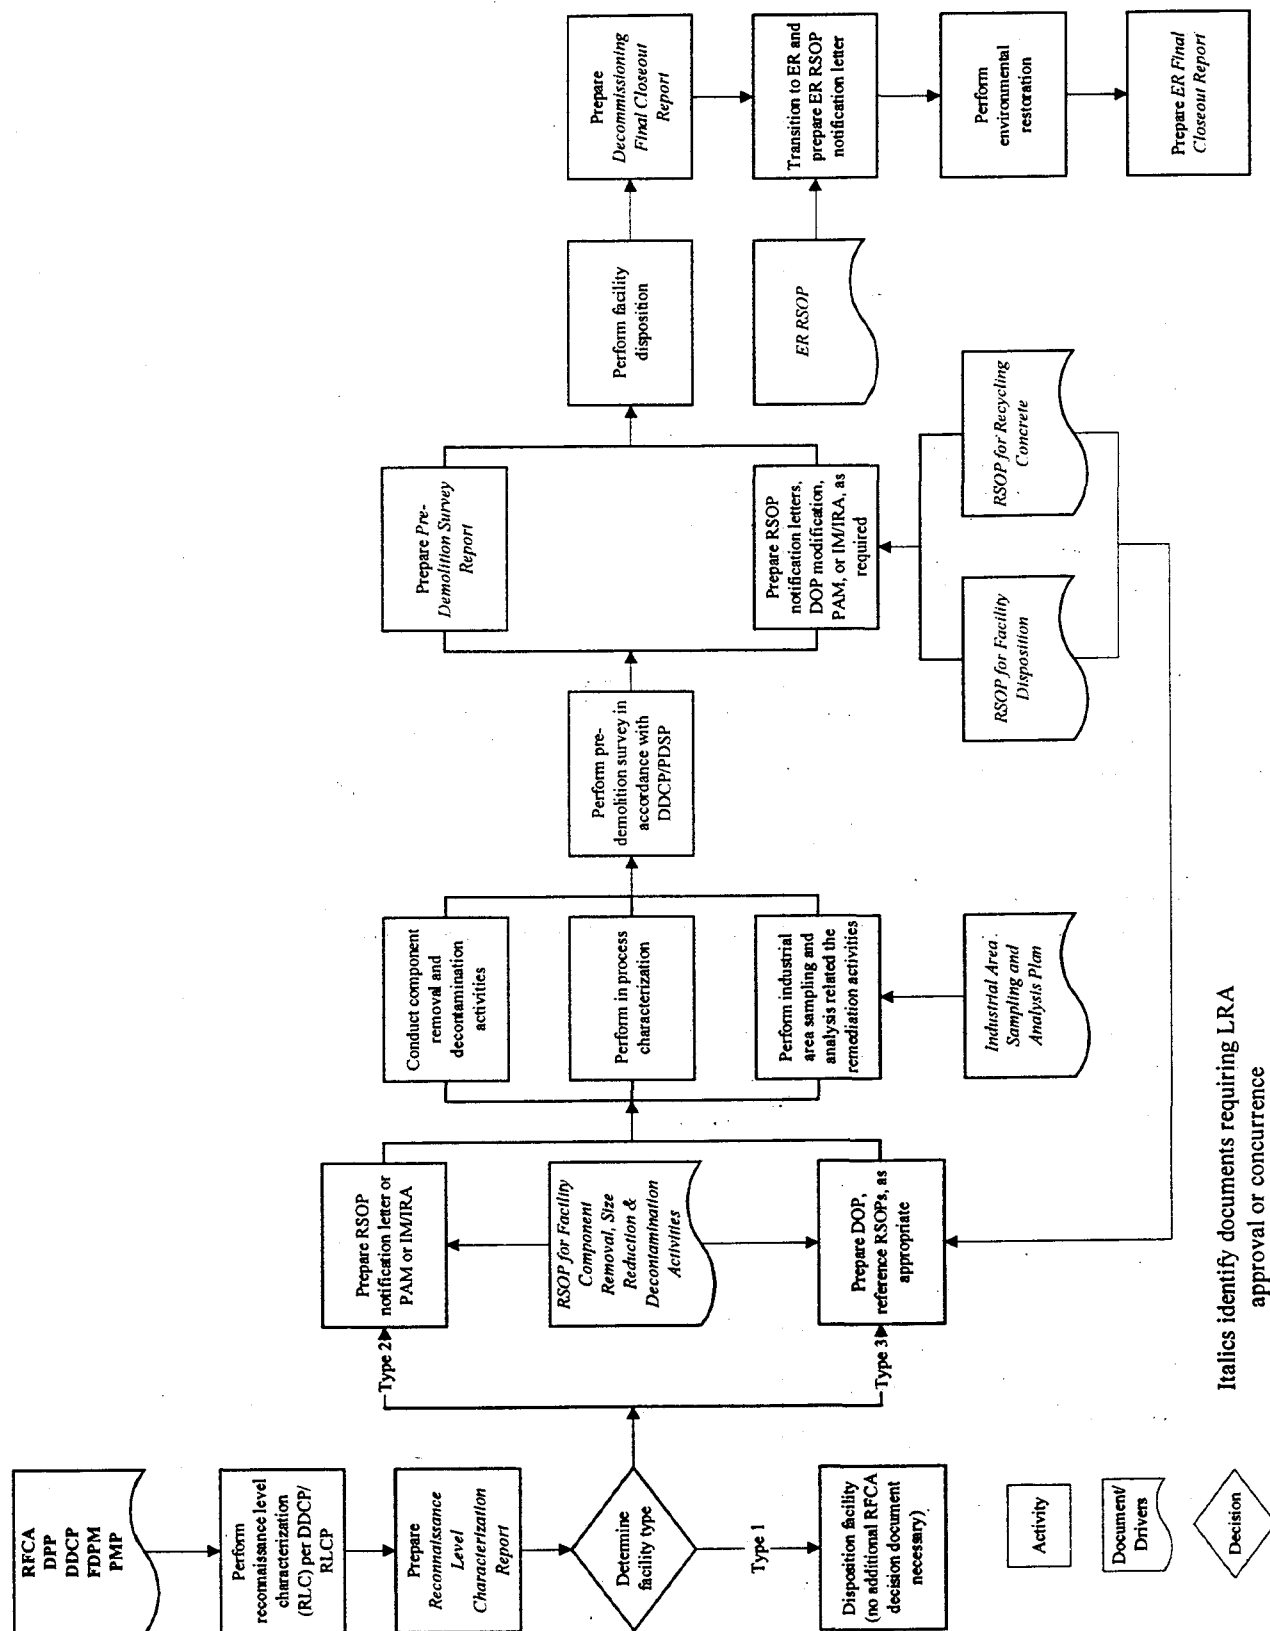 RFCA
DPP
DDCP
FDPM
PMP
Perform
reconnaissance level
characterization
(RLC) per DDCP/
RLCP
Prepare
Reconnaissance
Level
Characterization
Report
Determine
facility type
Type 1
Disposition facility
(no additional RFCA
decision document
necessary)
Type 2
Prepare RSOP
notification letter or
PAM or IM/IRA
RSOP for Facility
Component
Removal, Size
Reduction &
Decontamination
Activities
Type 3
Prepare DOP,
reference RSOPs, as
appropriate
Conduct component
removal and
decontamination
activities
Perform in process
characterization
Perform industrial
area sampling and
analysis related the
remediation activities
Industrial Area
Sampling and
Analysis Plan
Perform pre-
demolition survey in
accordance with
DDCP/PDSP
Prepare Pre-
Demolition Survey
Report
Prepare RSOP
notification letters,
DOP modification,
PAM, or IM/IRA, as
required
RSOP for Facility
Disposition
RSOP for Recycling
Concrete
Perform facility
disposition
Prepare
Decommissioning
Final Closeout
Report
ER RSOP
Transition to ER and
prepare ER RSOP
notification letter
Perform
environmental
restoration
Prepare ER Final
Closeout Report
Activity
Document/
Drivers
Decision
Italics identify documents requiring LRA
approval or concurrence